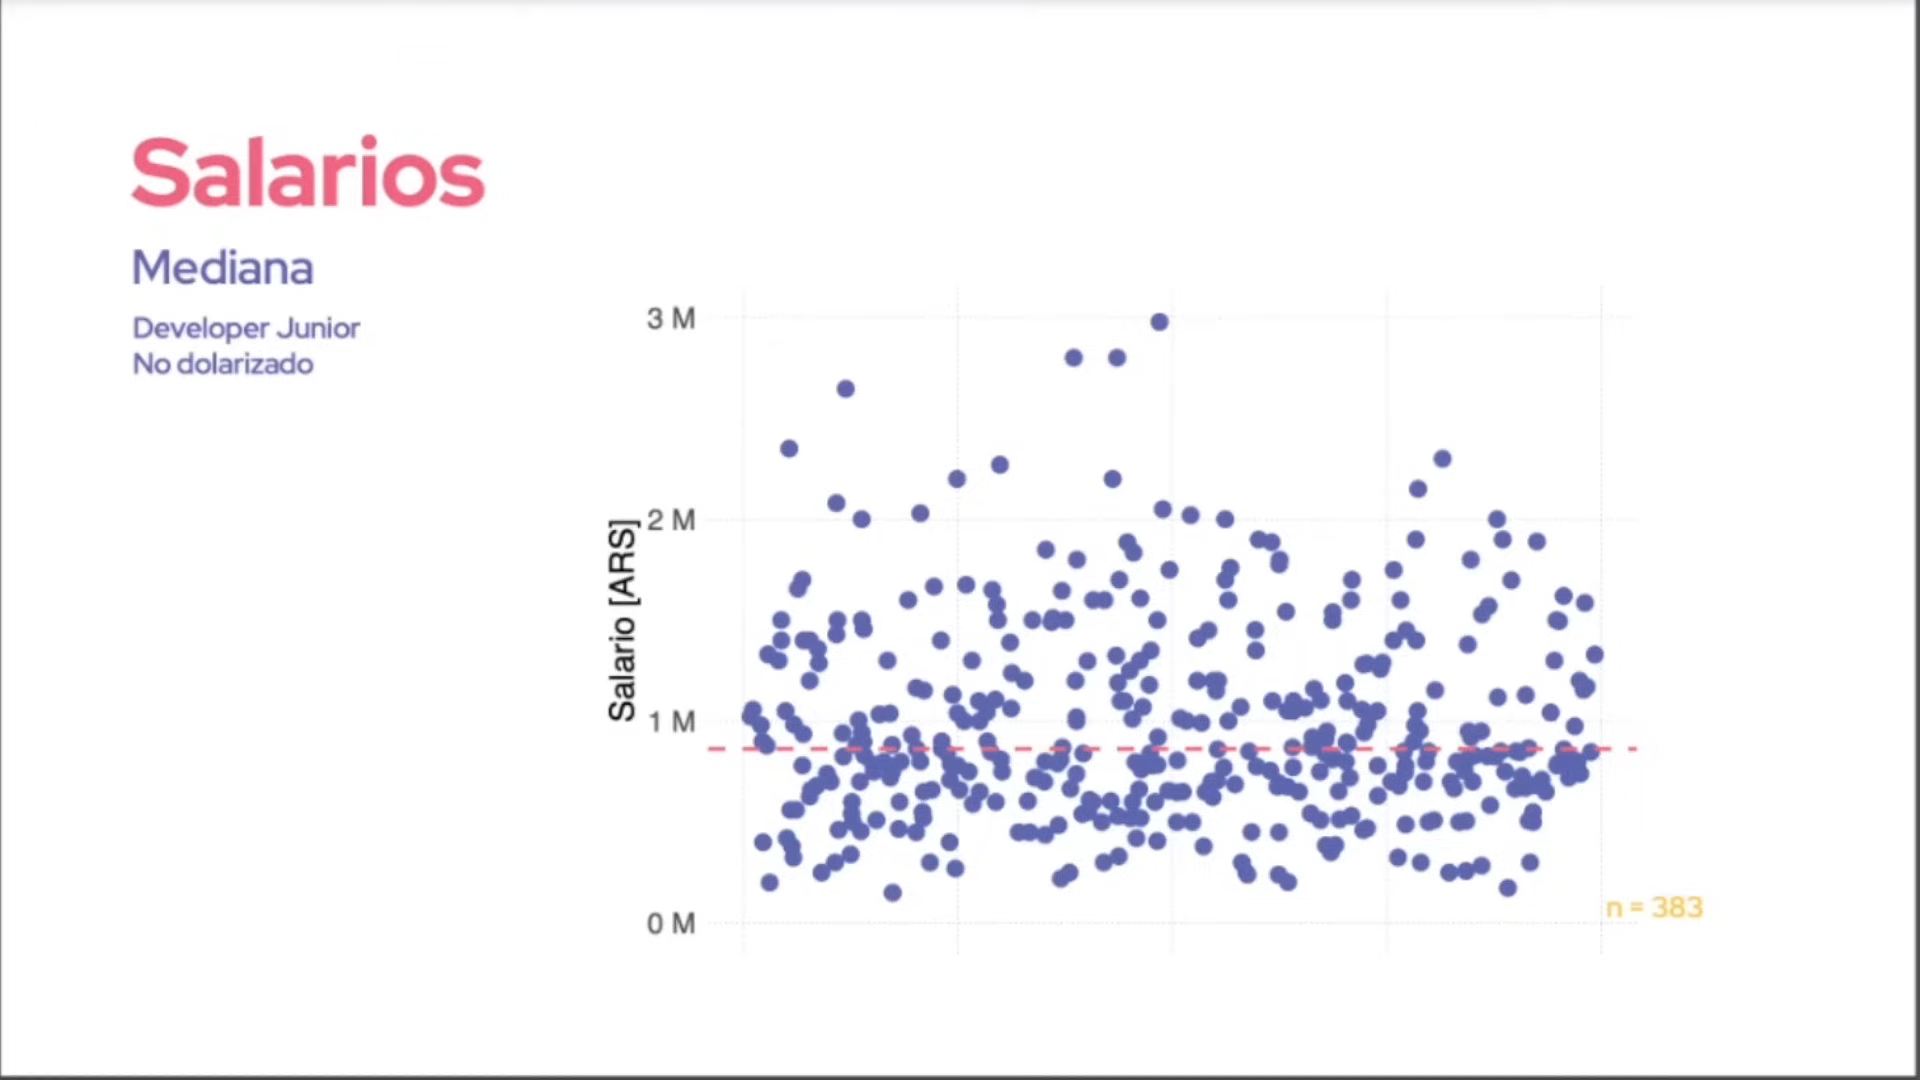 Salarios
Mediana
Developer Junior
No dolarizado
3 M
2 M
1 M
0 M
Salario [ARS]
n = 383